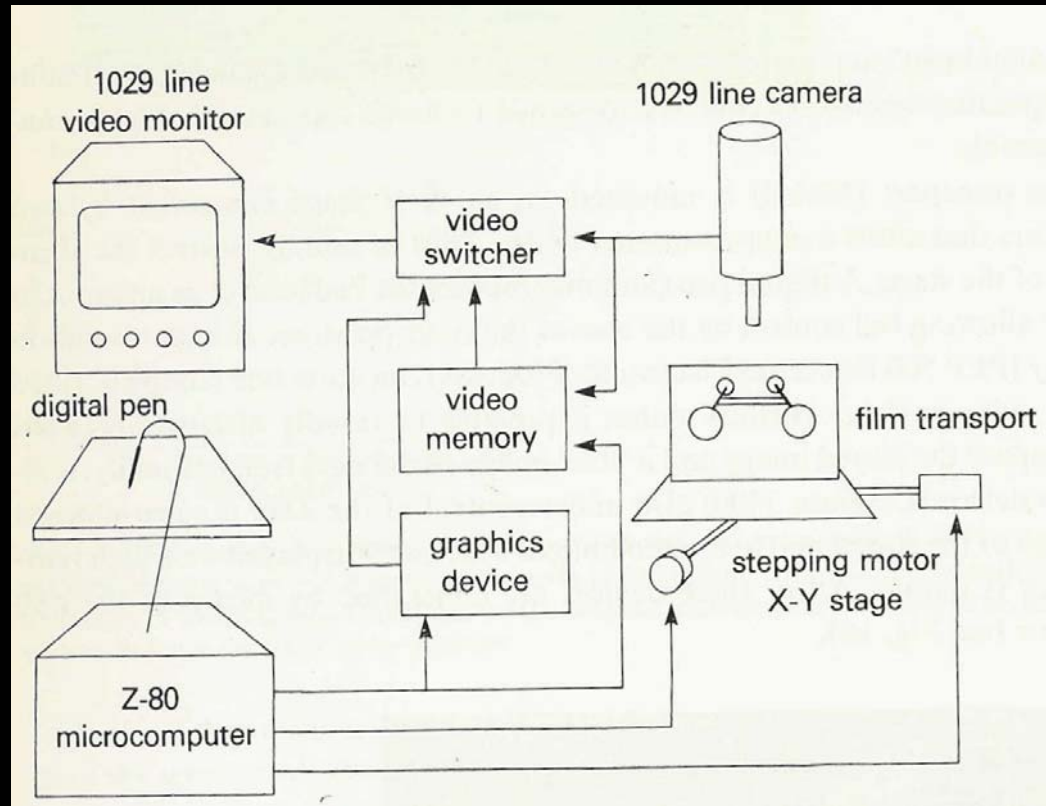 1029 line
video monitor
1029 line camera
video
switcher
digital pen
video
memory
film transport
graphics
device
stepping motor
X-Y stage
Z-80
microcomputer